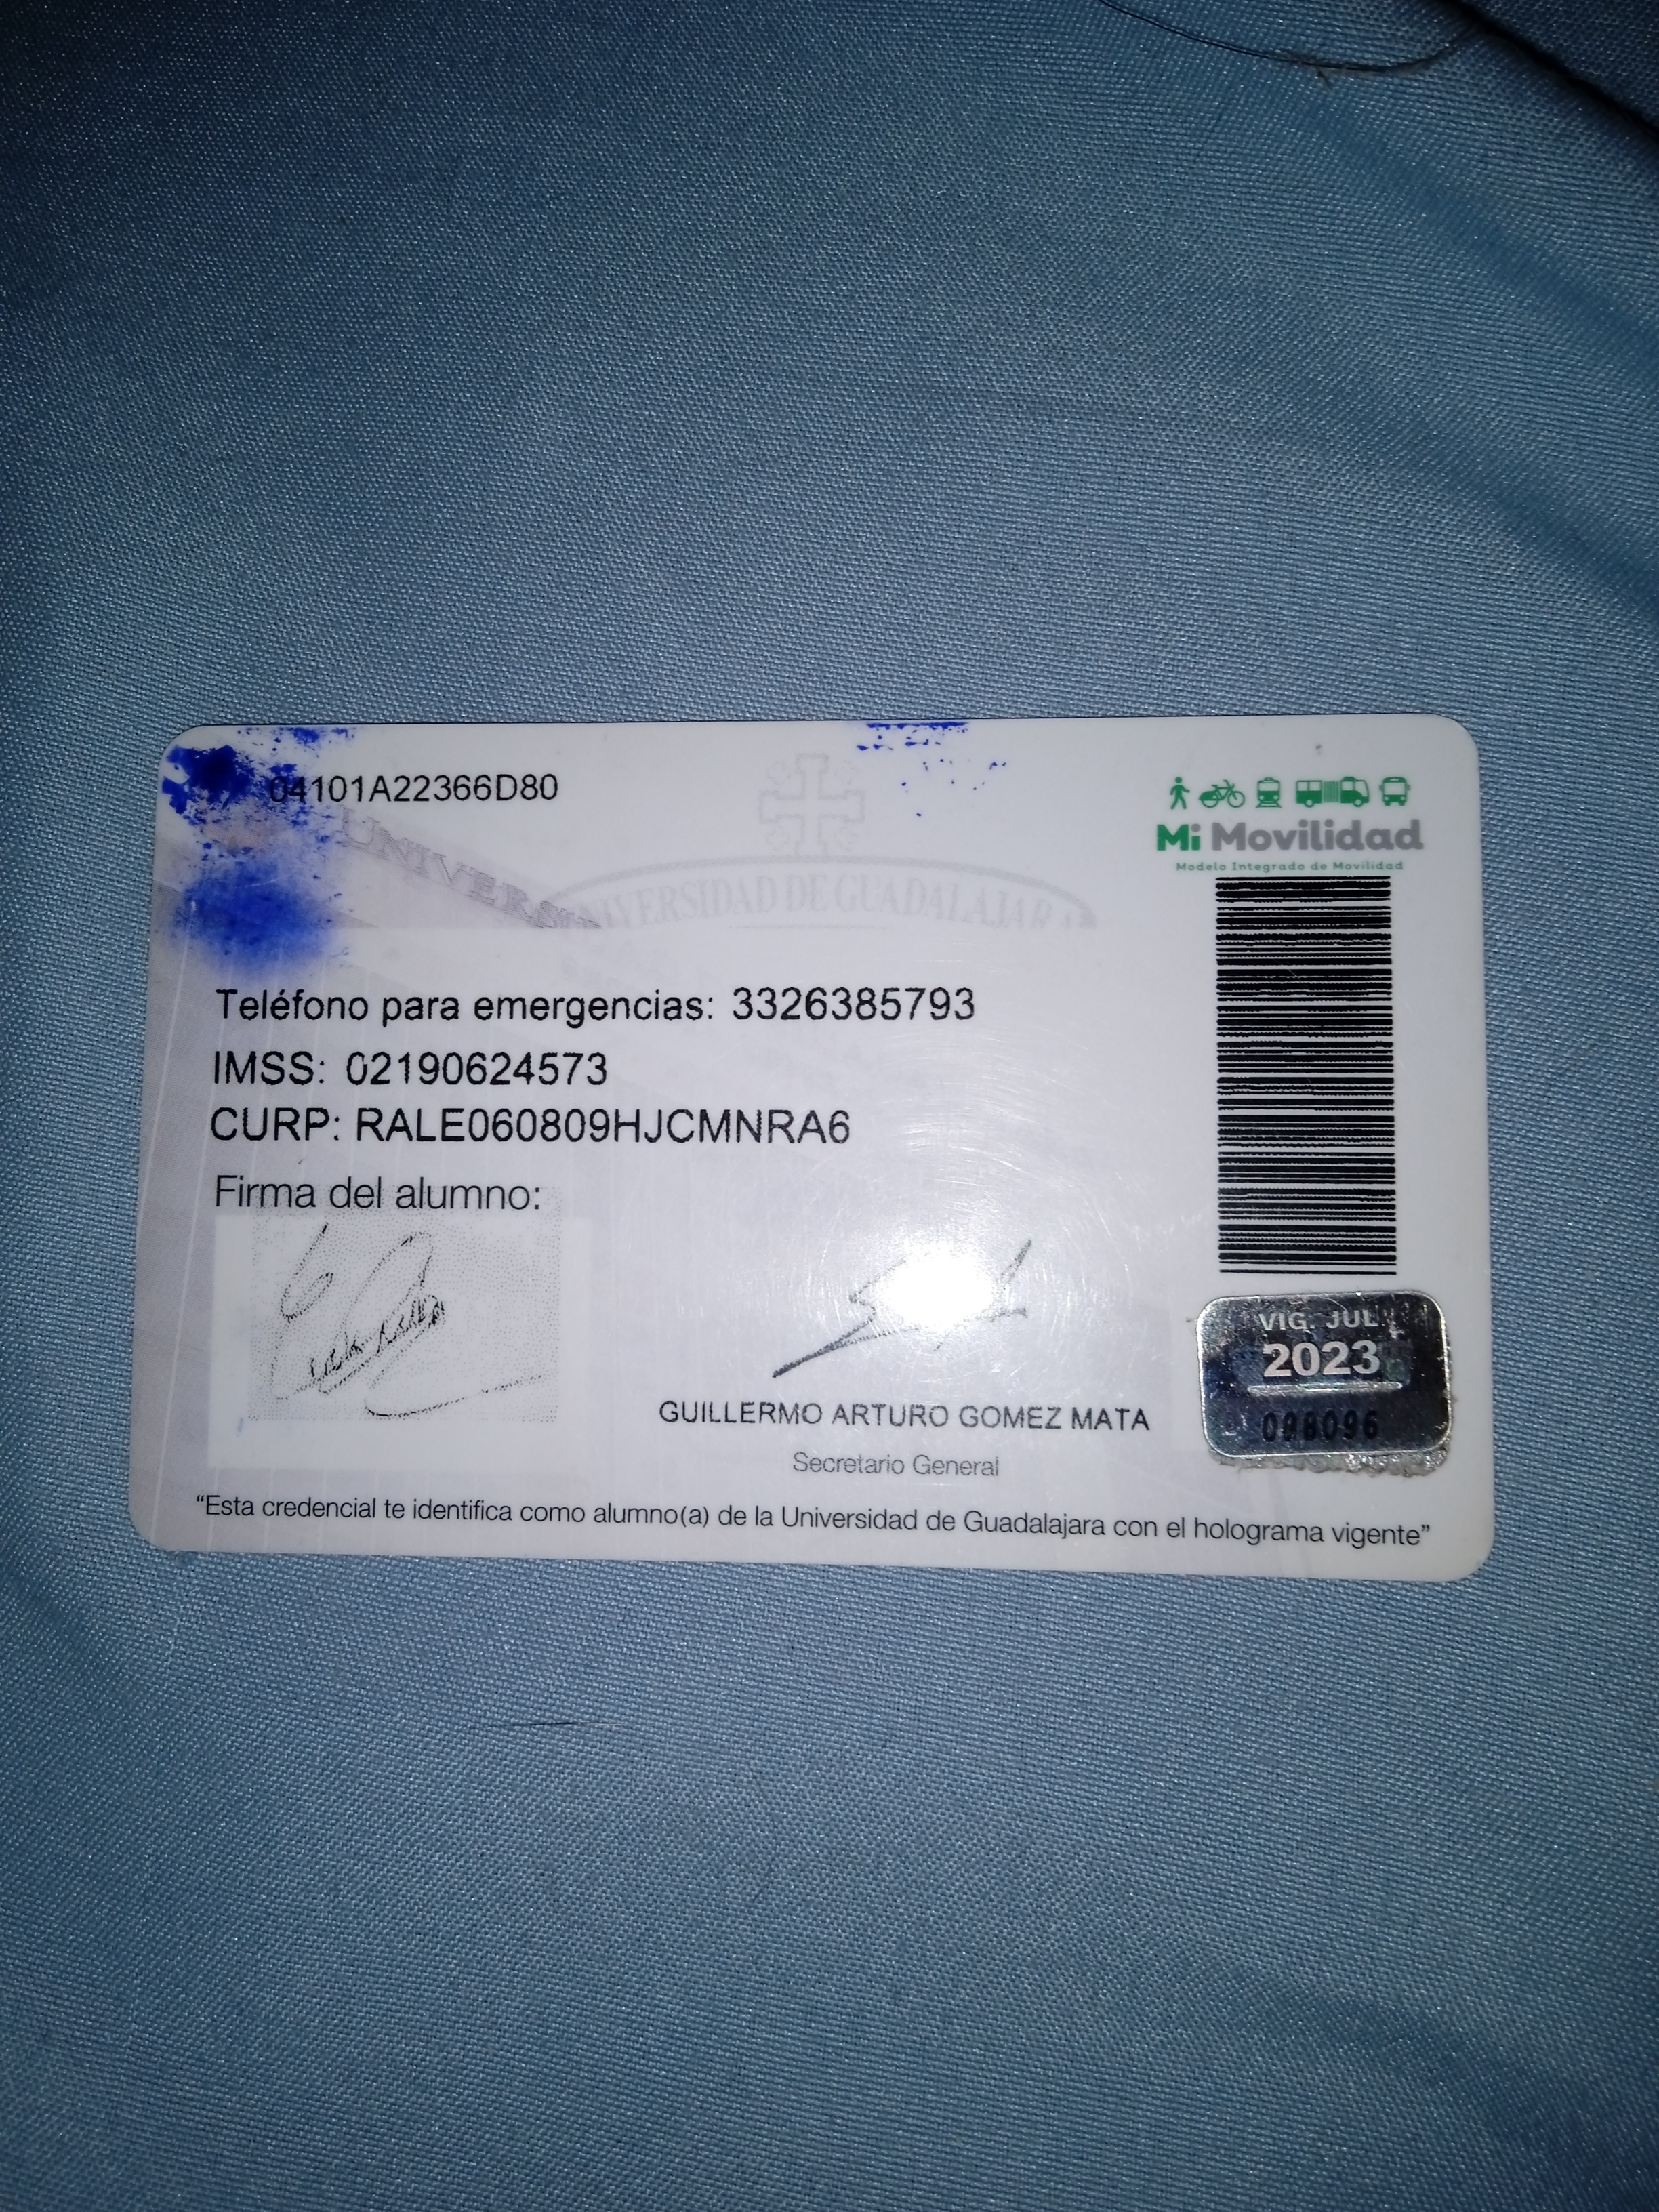 04101A22366D80
Mi Movilidad
Modelo Integrado de Movilidad
UNIVERSIDAD DE GUADALAJARA
Teléfono para emergencias: 3326385793
IMSS: 02190624573
CURP: RALE060809HJCMNRA6
Firma del alumno:
GUILLERMO ARTURO GOMEZ MATA
Secretario General
VIG. JUL
2023
098096
“Esta credencial te identifica como alumno(a) de la Universidad de Guadalajara con el holograma vigente”